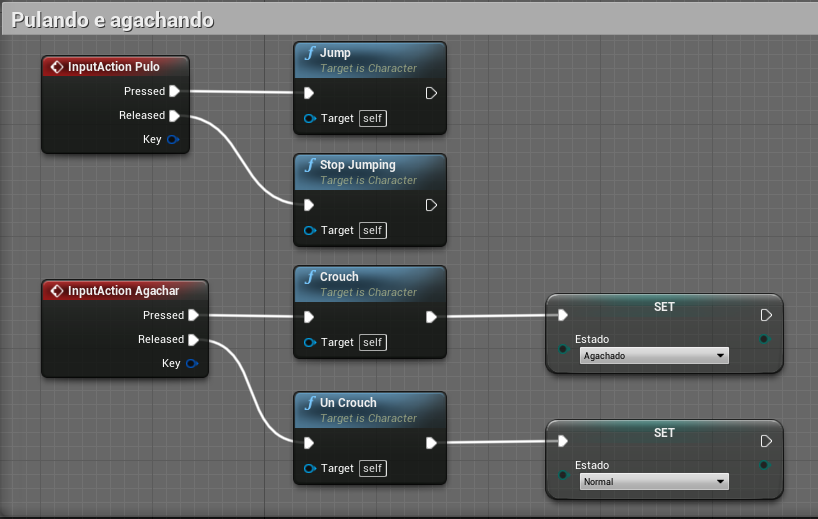 Pulando e agachando
InputAction Pulo
Pressed
Released
Key
Jump
Target is Character
Target self
Stop Jumping
Target is Character
Target self
InputAction Agachar
Pressed
Released
Key
Crouch
Target is Character
Target self
SET
Estado
Agachado
Un Crouch
Target is Character
Target self
SET
Estado
Normal